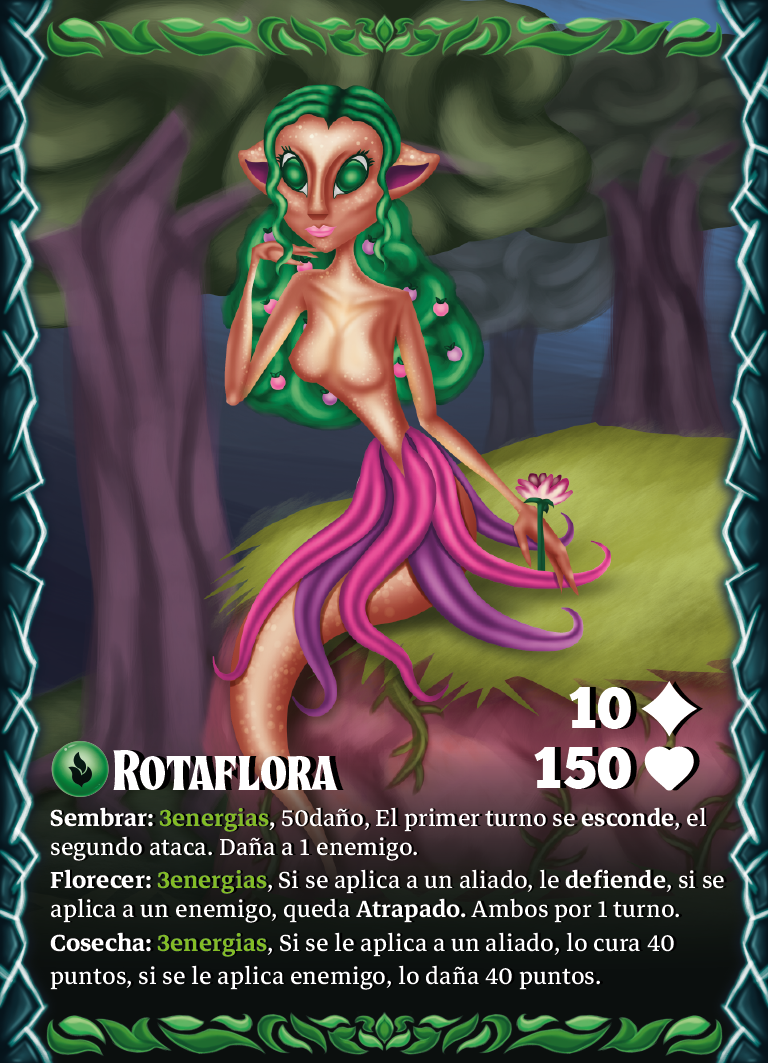 10
150
ROTAFLORA
Sembrar: 3energias, 50daño, El primer turno se esconde, el
segundo ataca. Daña a 1 enemigo.
Florecer: 3energias, Si se aplica a un aliado, le defiende, si se
aplica a un enemigo, queda Atrapado. Ambos por 1 turno.
Cosecha: 3energias, Si se le aplica a un aliado, lo cura 40
puntos, si se le aplica enemigo, lo daña 40 puntos.